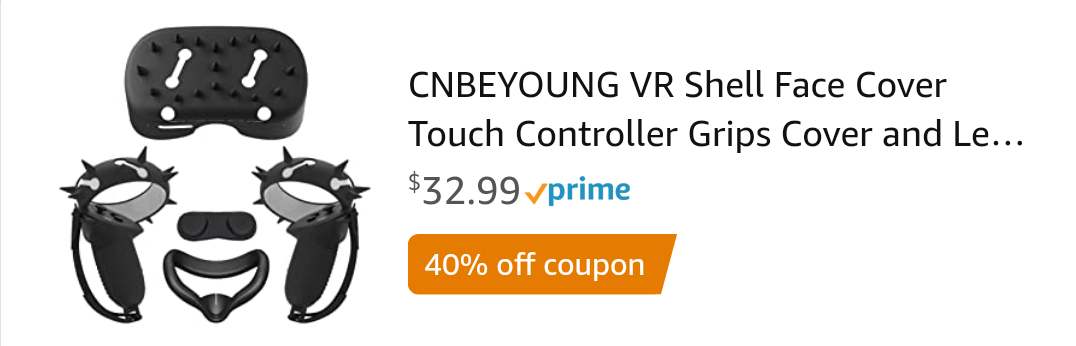 CNBEYOUNG VR Shell Face Cover
Touch Controller Grips Cover and Le...
$32.99 prime
40% off coupon